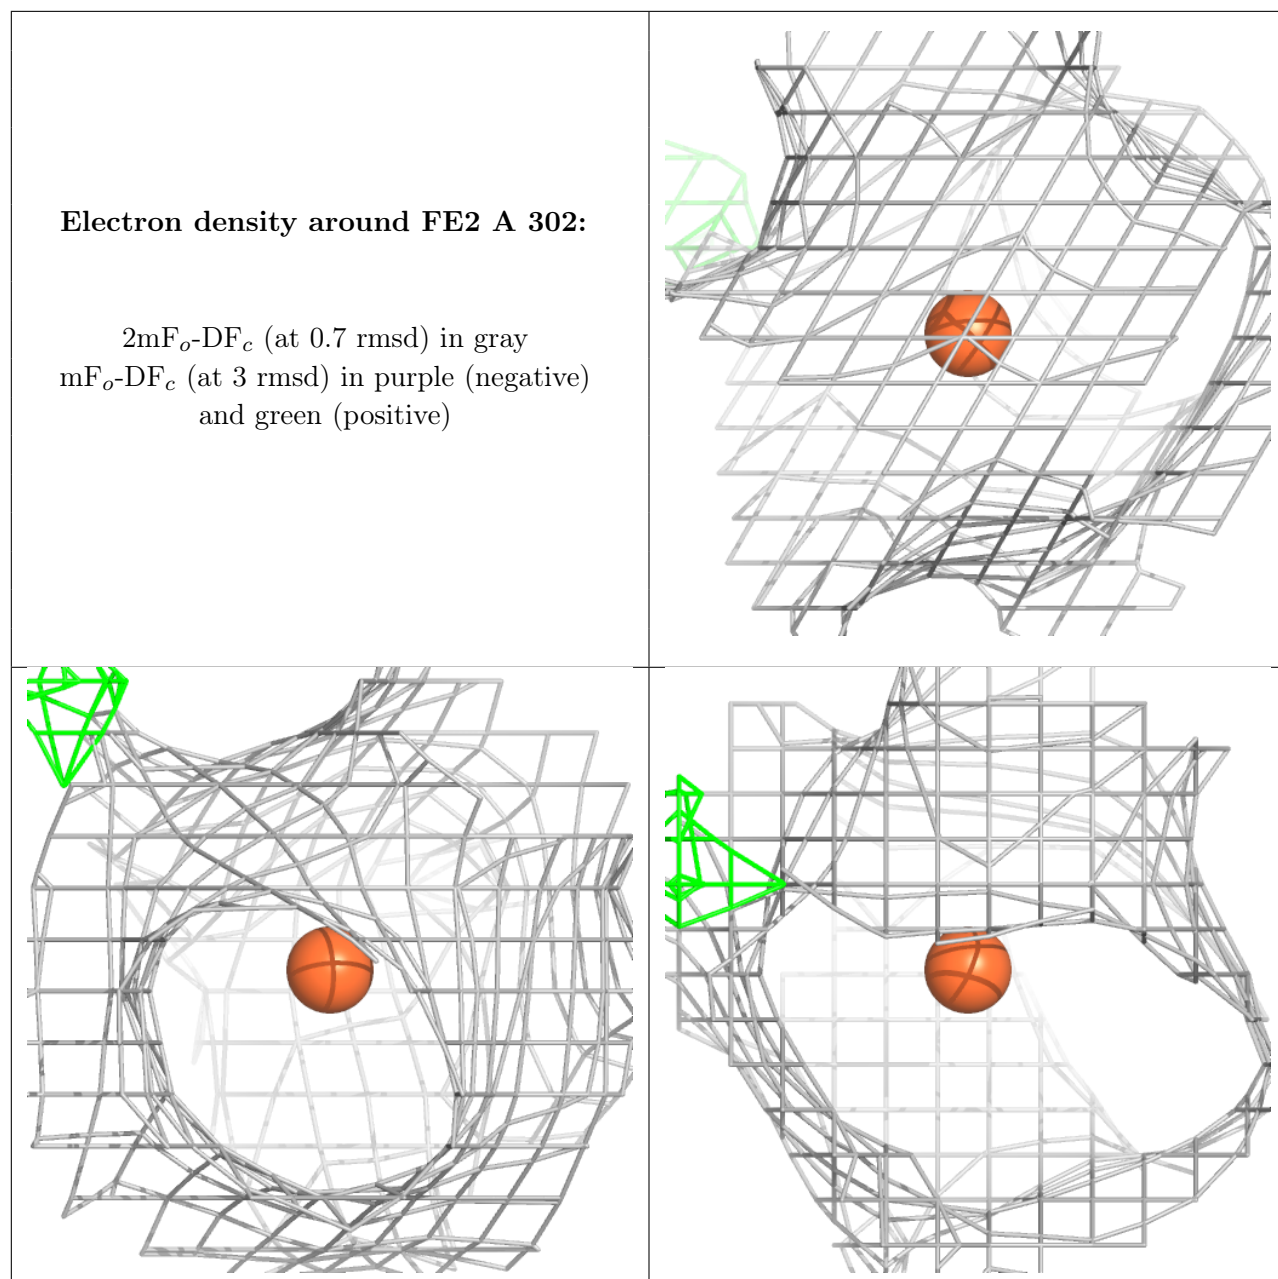 Electron density around FE2 A 302:
2mFo-DFc (at 0.7 rmsd) in gray
mFo-DFc (at 3 rmsd) in purple (negative)
and green (positive)